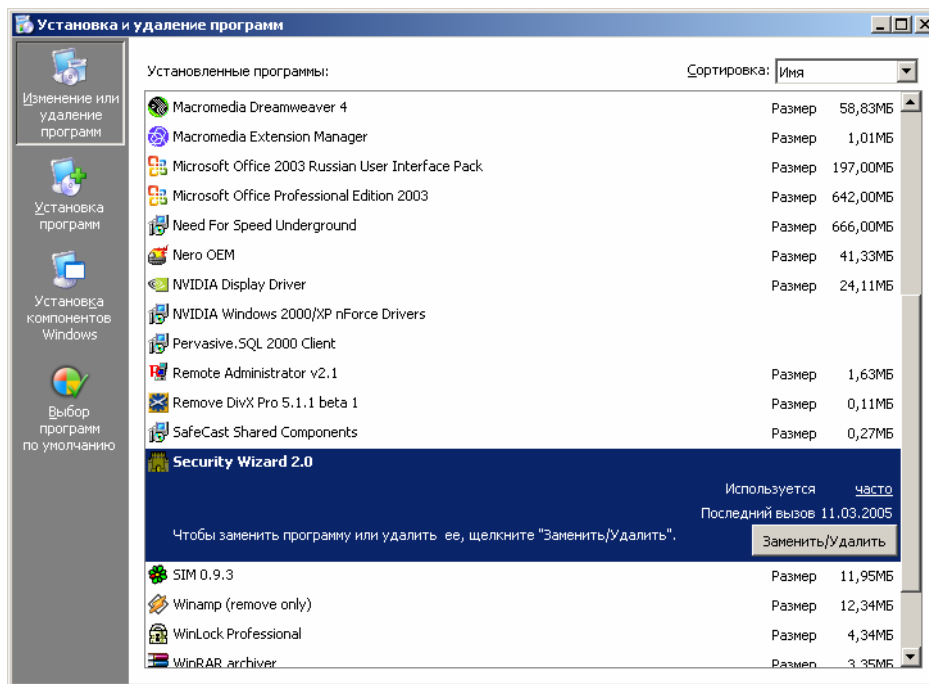 Установка и удаление программ
Изменение или
удаление
программ
Установка
программ
Установка
компонентов
Windows
Выбор
программ
по умолчанию
Установленные программы:
Сортировка: Имя
Macromedia Dreamweaver 4 Размер 58,83МБ
Macromedia Extension Manager Размер 1,01МБ
Microsoft Office 2003 Russian User Interface Pack Размер 197,00МБ
Microsoft Office Professional Edition 2003 Размер 642,00МБ
Need For Speed Underground Размер 666,00МБ
Nero OEM Размер 41,33МБ
NVIDIA Display Driver Размер 24,11МБ
NVIDIA Windows 2000/XP nForce Drivers
Pervasive.SQL 2000 Client
Remote Administrator v2.1 Размер 1,63МБ
Remove DivX Pro 5.1.1 beta 1 Размер 0,11МБ
SafeCast Shared Components Размер 0,27МБ
Security Wizard 2.0
Используется часто
Последний вызов 11.03.2005
Чтобы заменить программу или удалить ее, щелкните "Заменить/Удалить".
Заменить/Удалить
SIM 0.9.3 Размер 11,95МБ
Winamp (remove only) Размер 12,34МБ
WinLock Professional Размер 4,34МБ
WinRAR archiver Размер 3,35МБ